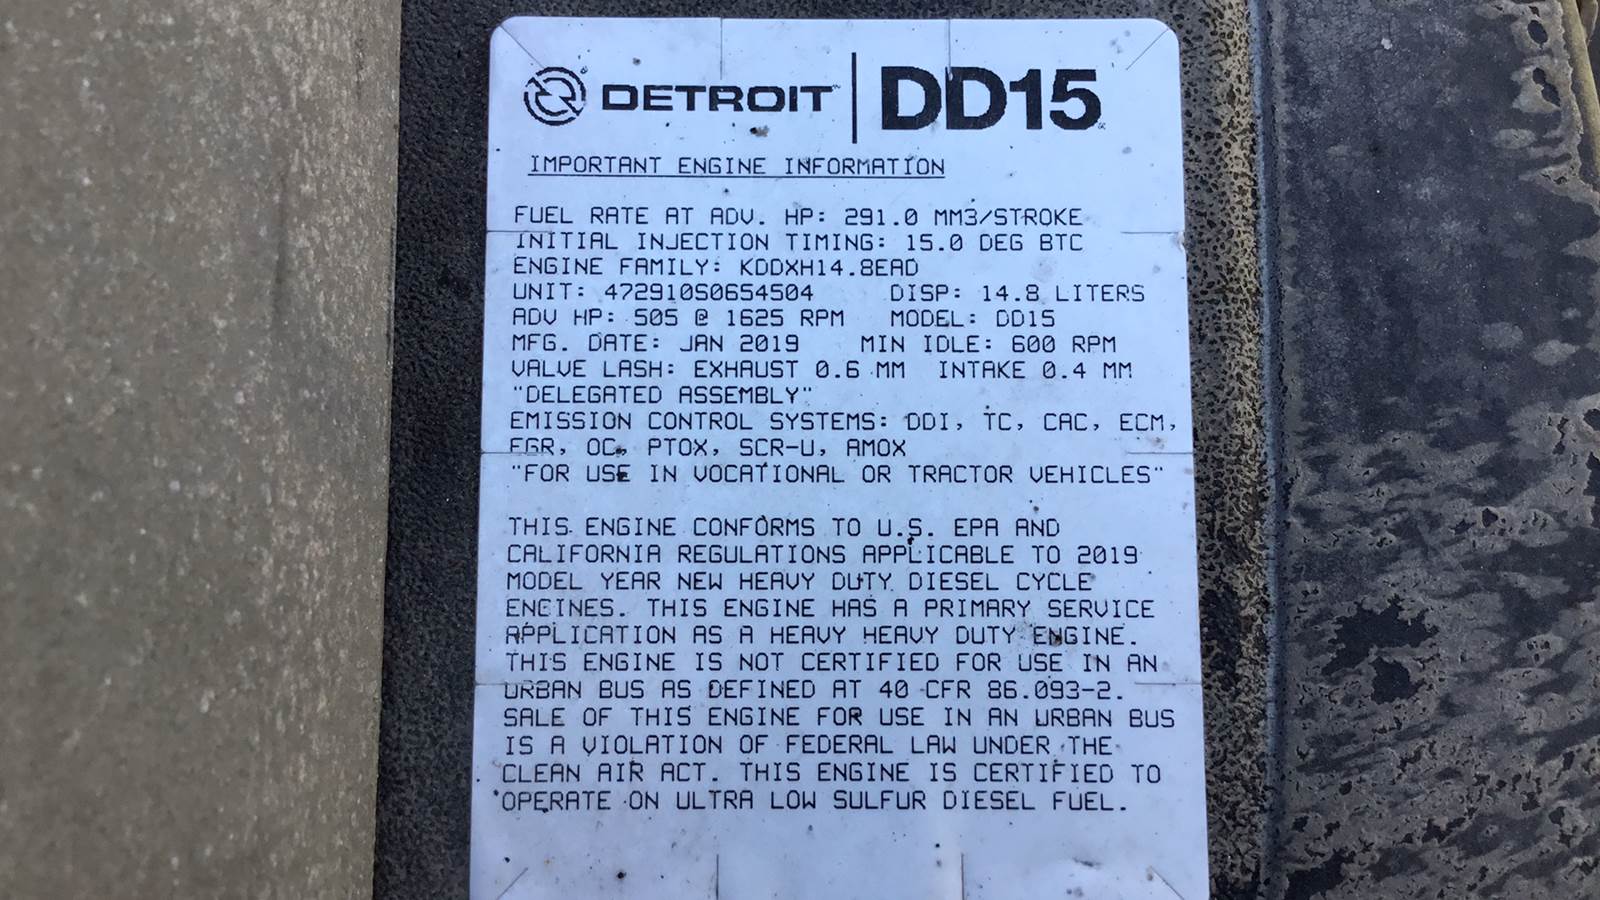 DETROIT DD15
IMPORTANT ENGINE INFORMATION
FUEL RATE AT ADV. HP: 291.0 MM3/STROKE
INITIAL INJECTION TIMING: 15.0 DEG BTC
ENGINE FAMILY: KDDXH14.8EAD
UNIT: 472910S0654504 DISP: 14.8 LITERS
ADV HP: 505 @ 1625 RPM MODEL: DD15
MFG. DATE: JAN 2019 MIN IDLE: 600 RPM
VALVE LASH: EXHAUST 0.6 MM INTAKE 0.4 MM
"DELEGATED ASSEMBLY"
EMISSION CONTROL SYSTEMS: DDI, TC, CAC, ECM,
EGR, OC, PTOX, SCR-U, AMOX
"FOR USE IN VOCATIONAL OR TRACTOR VEHICLES"
THIS ENGINE CONFORMS TO U.S. EPA AND
CALIFORNIA REGULATIONS APPLICABLE TO 2019
MODEL YEAR NEW HEAVY DUTY DIESEL CYCLE
ENGINES. THIS ENGINE HAS A PRIMARY SERVICE
APPLICATION AS A HEAVY HEAVY DUTY ENGINE.
THIS ENGINE IS NOT CERTIFIED FOR USE IN AN
URBAN BUS AS DEFINED AT 40 CFR 86.093-2.
SALE OF THIS ENGINE FOR USE IN AN URBAN BUS
IS A VIOLATION OF FEDERAL LAW UNDER THE
CLEAN AIR ACT. THIS ENGINE IS CERTIFIED TO
OPERATE ON ULTRA LOW SULFUR DIESEL FUEL.